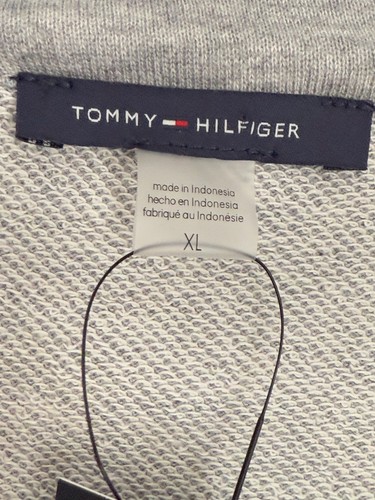 TOMMY HILFIGER
made in Indonesia
hecho en Indonesia
fabriqué au Indonésie
XL